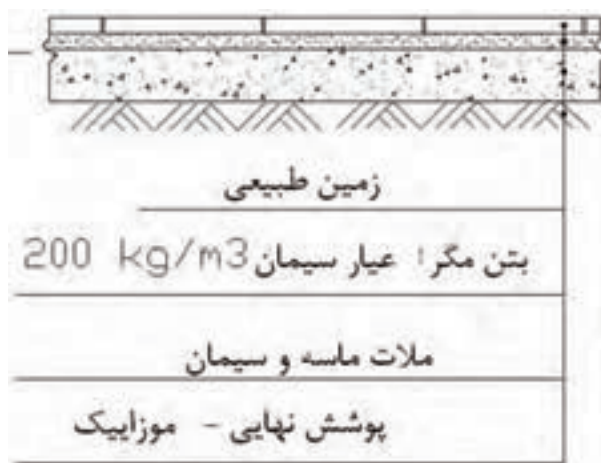 زمین طبیعی
بتن مگر: عیار سیمان 200 kg/m3
ملات ماسه و سیمان
پوشش نهایی - موزاییک